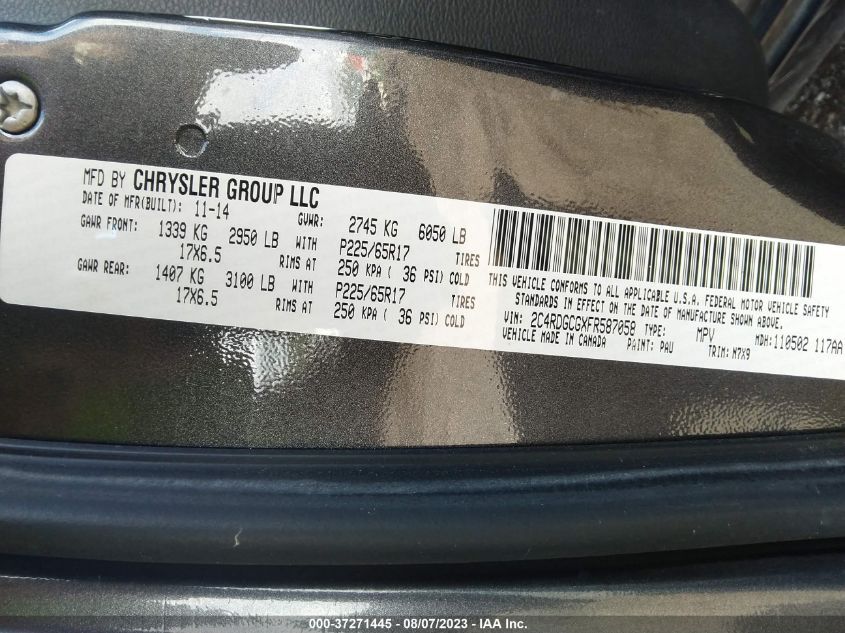 MFD BY CHRYSLER GROUP LLC
DATE OF MFR(BUILT): 11-14 GVWR: 2745 KG 6050 LB
GAWR FRONT: 1339 KG 2950 LB WITH P225/65R17 TIRES
17X6.5 RIMS AT 250 KPA ( 36 PSI) COLD
GAWR REAR: 1407 KG 3100 LB WITH P225/65R17 TIRES
17X6.5 RIMS AT 250 KPA ( 36 PSI) COLD
THIS VEHICLE CONFORMS TO ALL APPLICABLE U.S.A. FEDERAL MOTOR VEHICLE SAFETY
STANDARDS IN EFFECT ON THE DATE OF MANUFACTURE SHOWN ABOVE.
VIN: 2C4RDGCGXFR587058 TYPE: MPV MDH: 110502 117AA
VEHICLE MADE IN CANADA PAINT: PAU TRIM: M7X9
000-37271445 - 08/07/2023 - IAA Inc.